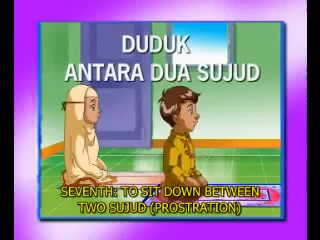 DUDUK
ANTARA DUA SUJUD
SEVENTH: TO SIT DOWN BETWEEN
TWO SUJUD (PROSTRATION)